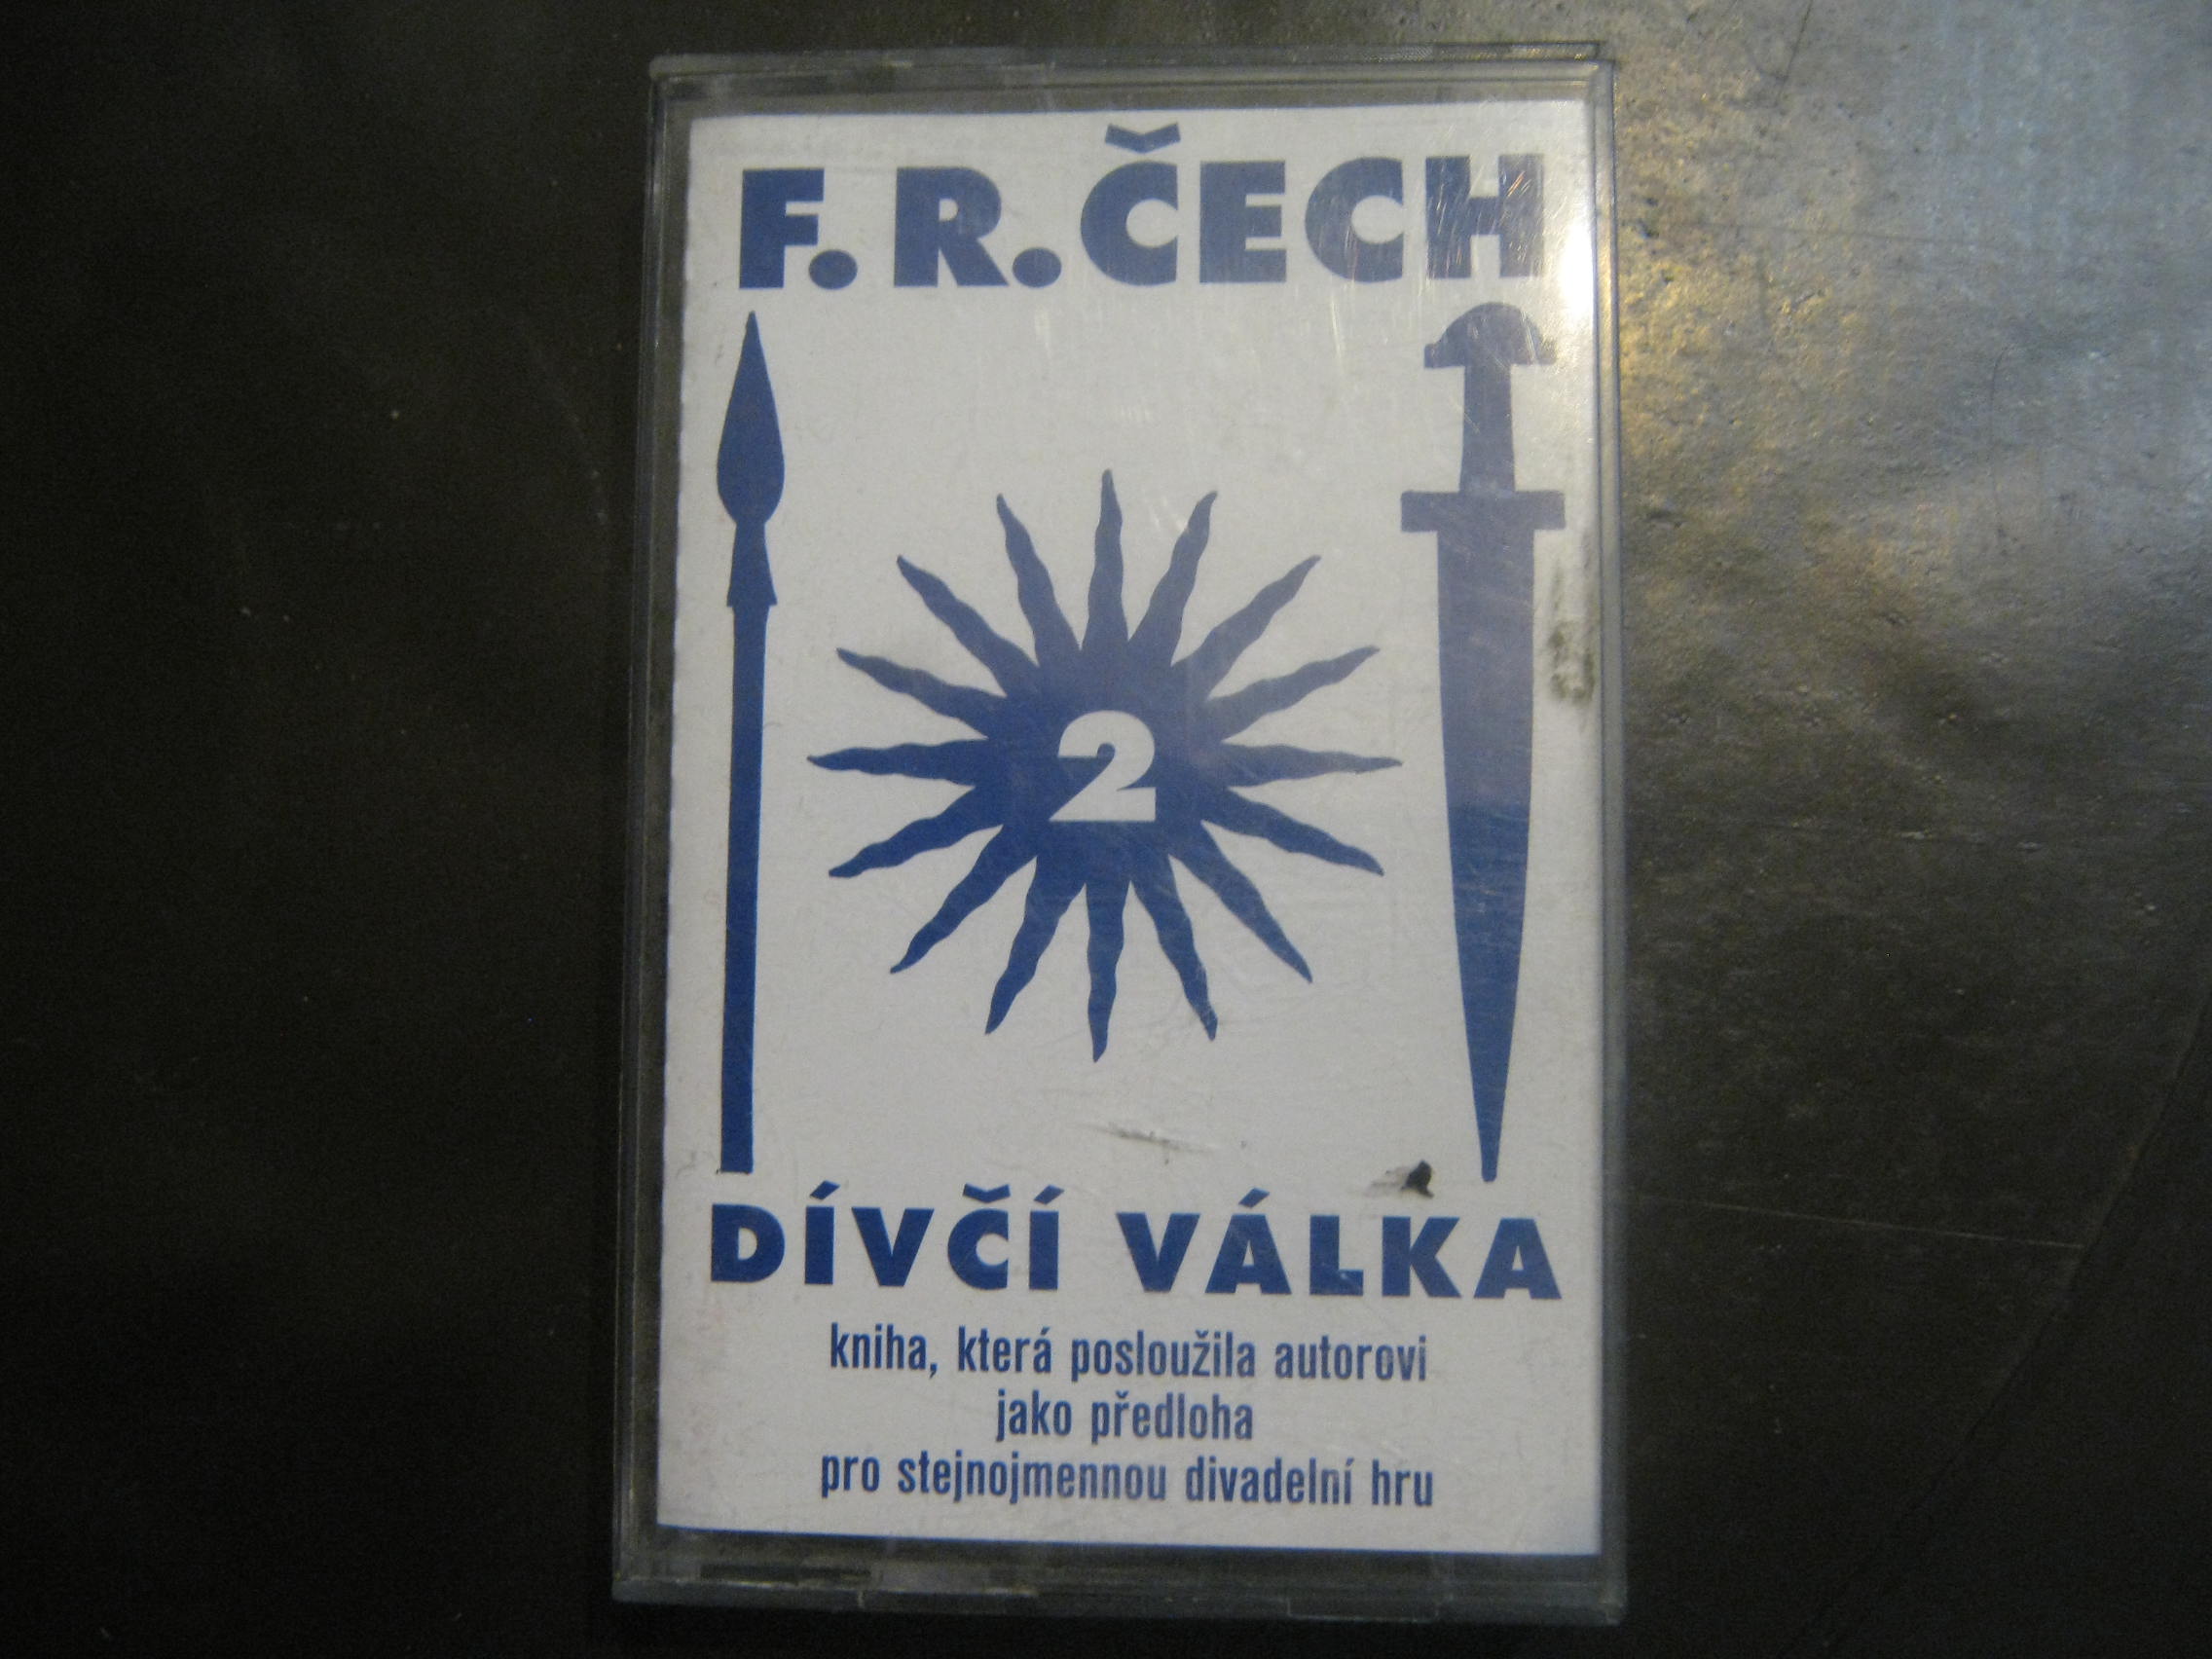 F. R. ČECH
2
DÍVČÍ VÁLKA
kniha, která posloužila autorovi
jako předloha
pro stejnojmennou divadelní hru